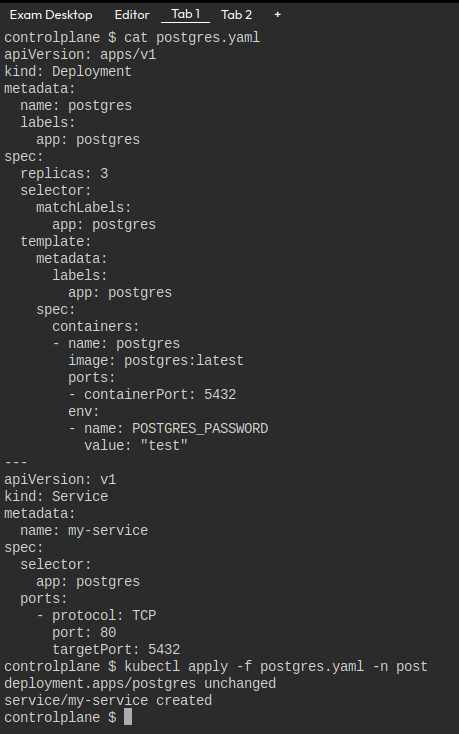 Exam Desktop Editor Tab 1 Tab 2 +
controlplane $ cat postgres.yaml
apiVersion: apps/v1
kind: Deployment
metadata:
  name: postgres
  labels:
    app: postgres
spec:
  replicas: 3
  selector:
    matchLabels:
      app: postgres
  template:
    metadata:
      labels:
        app: postgres
    spec:
      containers:
      - name: postgres
        image: postgres:latest
        ports:
        - containerPort: 5432
        env:
        - name: POSTGRES_PASSWORD
          value: "test"
---
apiVersion: v1
kind: Service
metadata:
  name: my-service
spec:
  selector:
    app: postgres
  ports:
    - protocol: TCP
      port: 80
      targetPort: 5432
controlplane $ kubectl apply -f postgres.yaml -n post
deployment.apps/postgres unchanged
service/my-service created
controlplane $